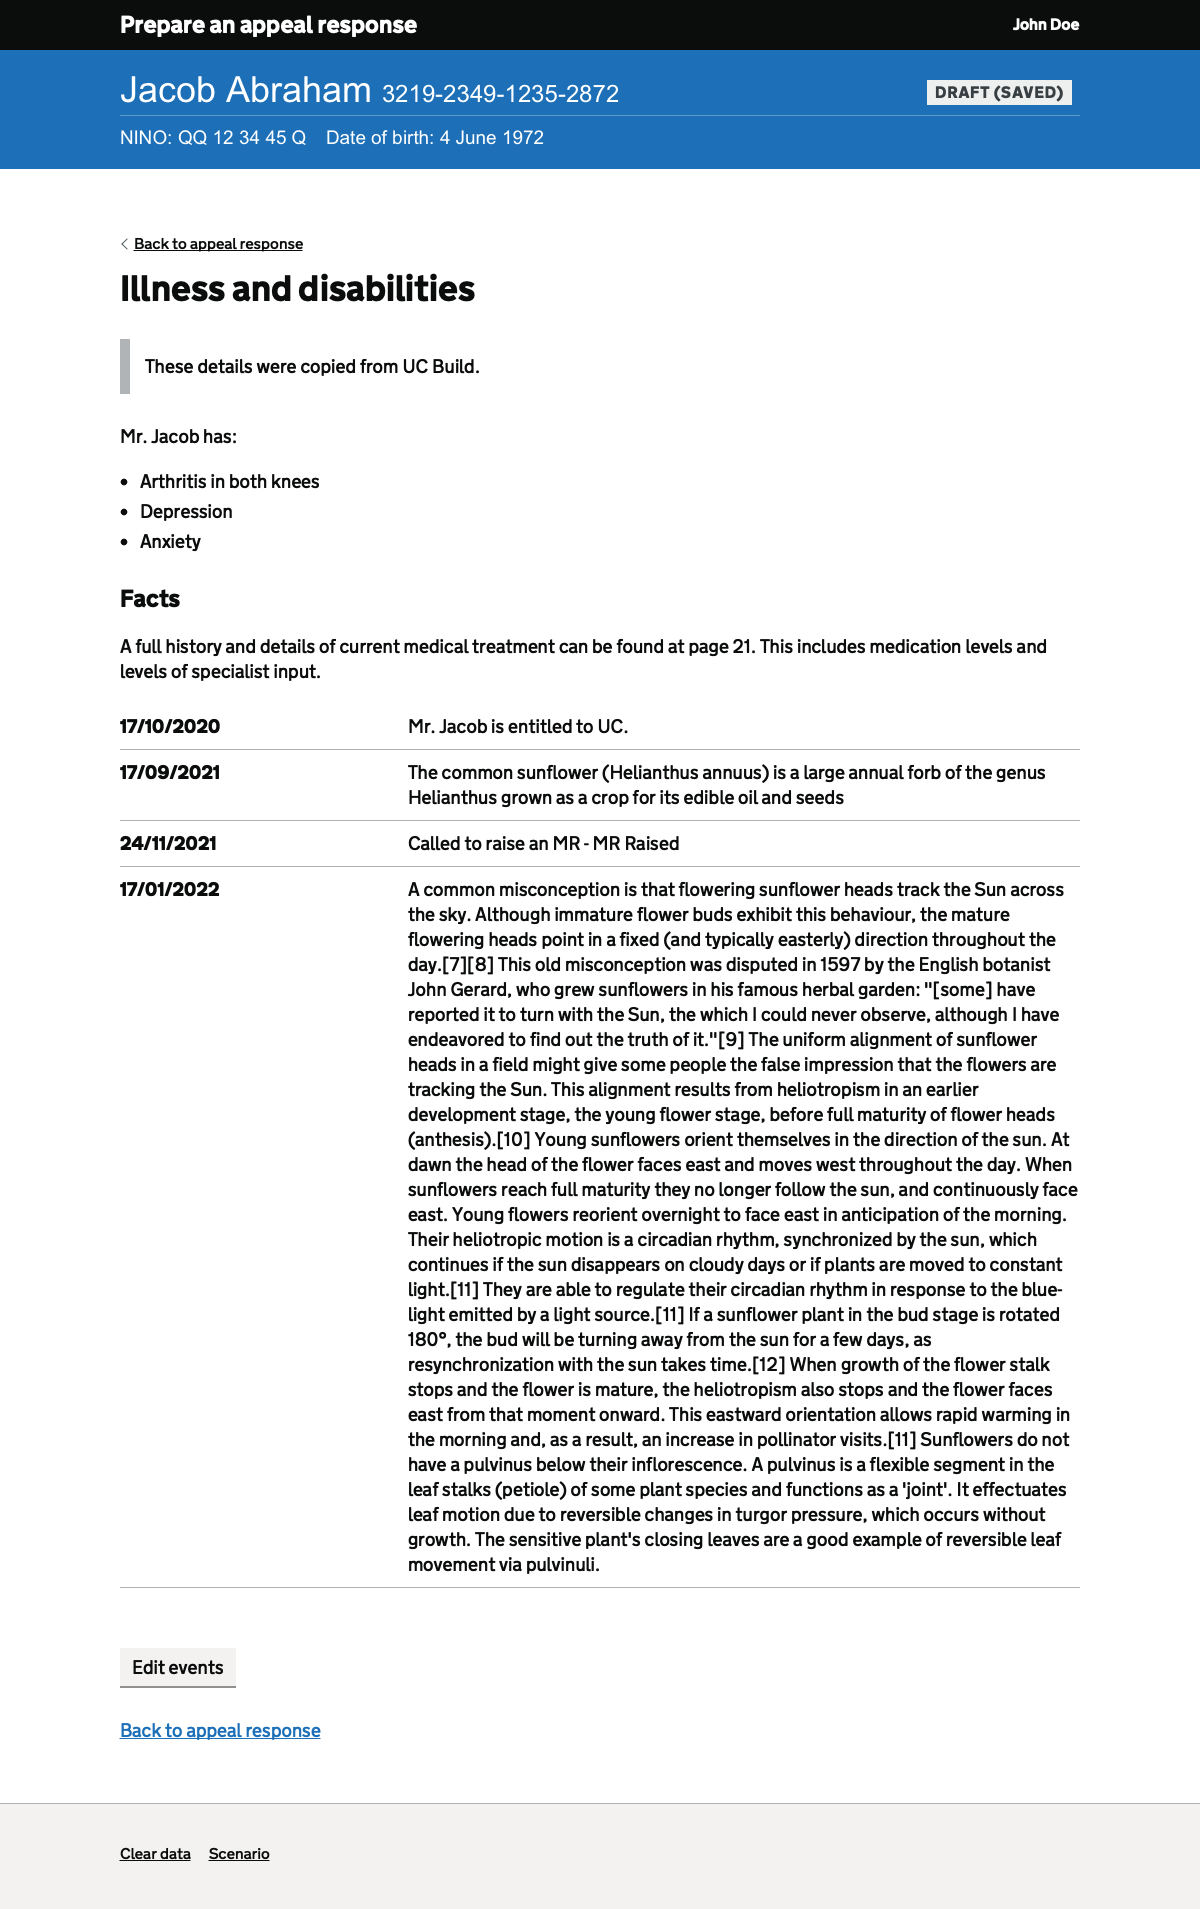 Prepare an appeal response
John Doe
Jacob Abraham 3219-2349-1235-2872
DRAFT (SAVED)
NINO: QQ 12 34 45 Q Date of birth: 4 June 1972
Back to appeal response
Illness and disabilities
These details were copied from UC Build.
Mr. Jacob has:
• Arthritis in both knees
• Depression
• Anxiety
Facts
A full history and details of current medical treatment can be found at page 21. This includes medication levels and
levels of specialist input.
17/10/2020 Mr. Jacob is entitled to UC.
17/09/2021 The common sunflower (Helianthus annuus) is a large annual forb of the genus
Helianthus grown as a crop for its edible oil and seeds
24/11/2021 Called to raise an MR - MR Raised
17/01/2022 A common misconception is that flowering sunflower heads track the Sun across
the sky. Although immature flower buds exhibit this behaviour, the mature
flowering heads point in a fixed (and typically easterly) direction throughout the
day.[7][8] This old misconception was disputed in 1597 by the English botanist
John Gerard, who grew sunflowers in his famous herbal garden: "[some] have
reported it to turn with the Sun, the which I could never observe, although I have
endeavored to find out the truth of it."[9] The uniform alignment of sunflower
heads in a field might give some people the false impression that the flowers are
tracking the Sun. This alignment results from heliotropism in an earlier
development stage, the young flower stage, before full maturity of flower heads
(anthesis).[10] Young sunflowers orient themselves in the direction of the sun. At
dawn the head of the flower faces east and moves west throughout the day. When
sunflowers reach full maturity they no longer follow the sun, and continuously face
east. Young flowers reorient overnight to face east in anticipation of the morning.
Their heliotropic motion is a circadian rhythm, synchronized by the sun, which
continues if the sun disappears on cloudy days or if plants are moved to constant
light.[11] They are able to regulate their circadian rhythm in response to the blue-
light emitted by a light source.[11] If a sunflower plant in the bud stage is rotated
180°, the bud will be turning away from the sun for a few days, as
resynchronization with the sun takes time.[12] When growth of the flower stalk
stops and the flower is mature, the heliotropism also stops and the flower faces
east from that moment onward. This eastward orientation allows rapid warming in
the morning and, as a result, an increase in pollinator visits.[11] Sunflowers do not
have a pulvinus below their inflorescence. A pulvinus is a flexible segment in the
leaf stalks (petiole) of some plant species and functions as a 'joint'. It effectuates
leaf motion due to reversible changes in turgor pressure, which occurs without
growth. The sensitive plant's closing leaves are a good example of reversible leaf
movement via pulvinuli.
Edit events
Back to appeal response
Clear data Scenario